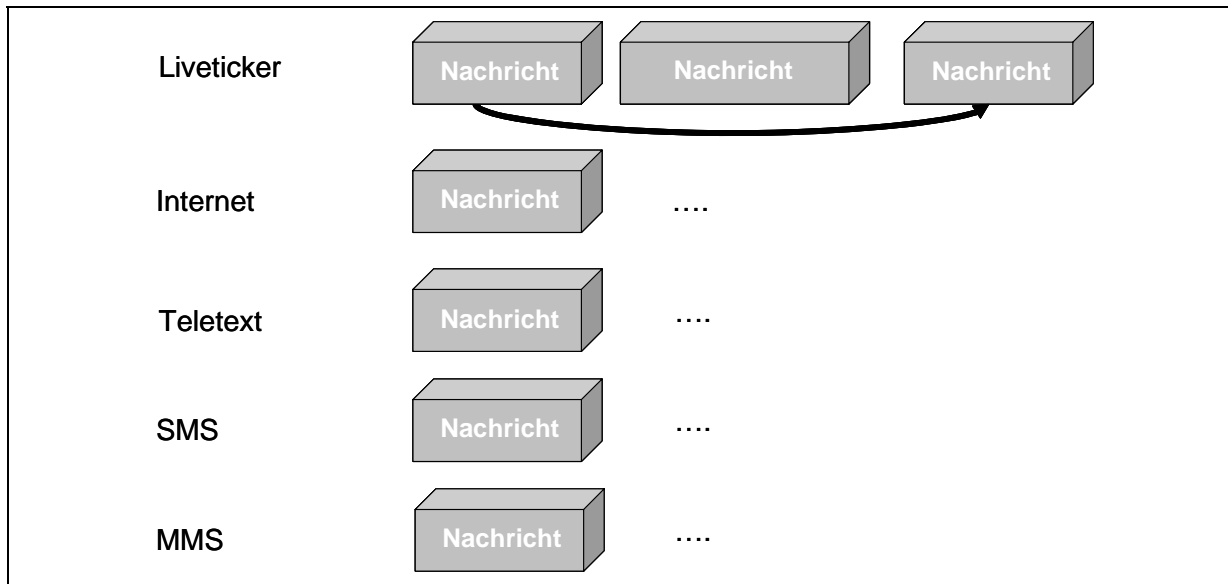 Liveticker Nachricht Nachricht Nachricht
Internet Nachricht ....
Teletext Nachricht ....
SMS Nachricht ....
MMS Nachricht ....